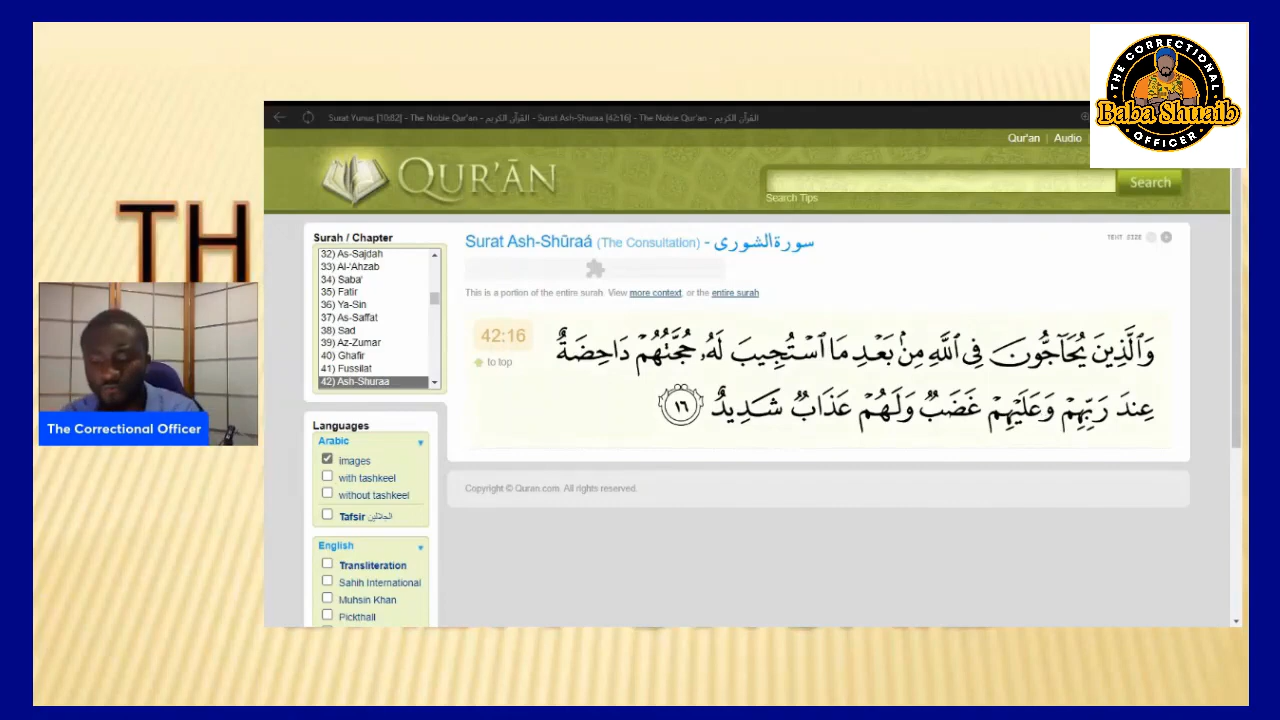 THE CORRECTIONAL
Baba Shuaib
OFFICER
Surat Yunus [10:82] - The Noble Qur'an - القرآن الكريم - Surat Ash-Shuraa [42:16] - The Noble Qur'an - القرآن الكريم
Qur'an | Audio
QUR'ĀN
Search
Search Tips
TH
Surah / Chapter
32) As-Sajdah
33) Al-'Ahzab
34) Saba'
35) Fatir
36) Ya-Sin
37) As-Saffat
38) Sad
39) Az-Zumar
40) Ghafir
41) Fussilat
42) Ash-Shuraa
Surat Ash-Shūraá (The Consultation) - سورة الشورى
TEXT SIZE
This is a portion of the entire surah. View more context, or the entire surah
42:16
to top
وَٱلَّذِينَ يُحَآجُّونَ فِى ٱللَّهِ مِنۢ بَعْدِ مَا ٱسْتُجِيبَ لَهُۥ حُجَّتُهُمْ دَاحِضَةٌ
عِندَ رَبِّهِمْ وَعَلَيْهِمْ غَضَبٌ وَلَهُمْ عَذَابٌ شَدِيدٌ ١٦
The Correctional Officer
Languages
Arabic
images
with tashkeel
without tashkeel
Tafsir الجلالين
English
Transliteration
Sahih International
Muhsin Khan
Pickthall
Copyright © Quran.com. All rights reserved.